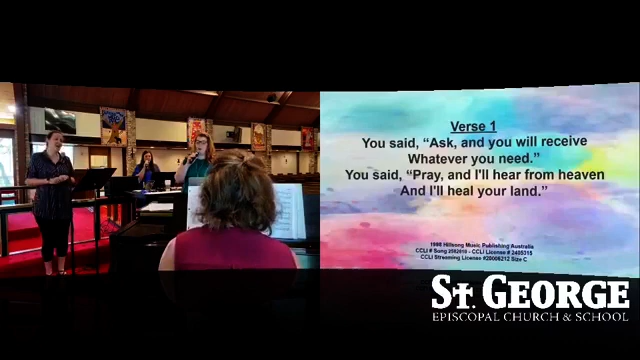 Verse 1
You said, “Ask, and you will receive
Whatever you need.”
You said, “Pray, and I'll hear from heaven
And I'll heal your land.”
1998 Hillsong Music Publishing Australia
CCLI # Song 2582018 - CCLI License # 2405315
CCLI Streaming License #20006212 Size C
ST. GEORGE
EPISCOPAL CHURCH & SCHOOL